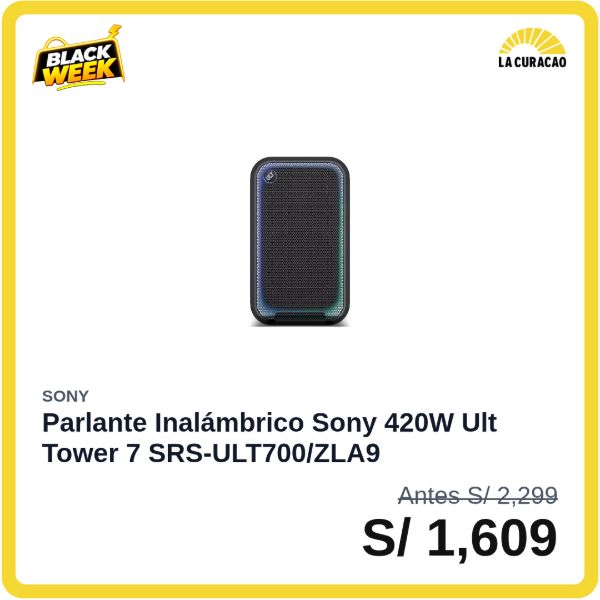 BLACK
WEEK
LA CURACAO
SONY
Parlante Inalámbrico Sony 420W Ult
Tower 7 SRS-ULT700/ZLA9
Antes S/ 2,299
S/ 1,609